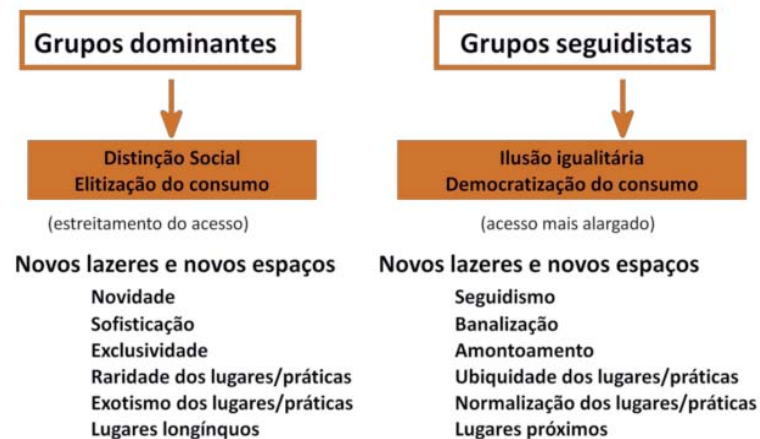 Grupos dominantes
Distinção Social
Elitização do consumo
(estreitamento do acesso)
Novos lazeres e novos espaços
Novidade
Sofisticação
Exclusividade
Raridade dos lugares/práticas
Exotismo dos lugares/práticas
Lugares longínquos
Grupos seguidistas
Ilusão igualitária
Democratização do consumo
(acesso mais alargado)
Novos lazeres e novos espaços
Seguidismo
Banalização
Amontoamento
Ubiquidade dos lugares/práticas
Normalização dos lugares/práticas
Lugares próximos